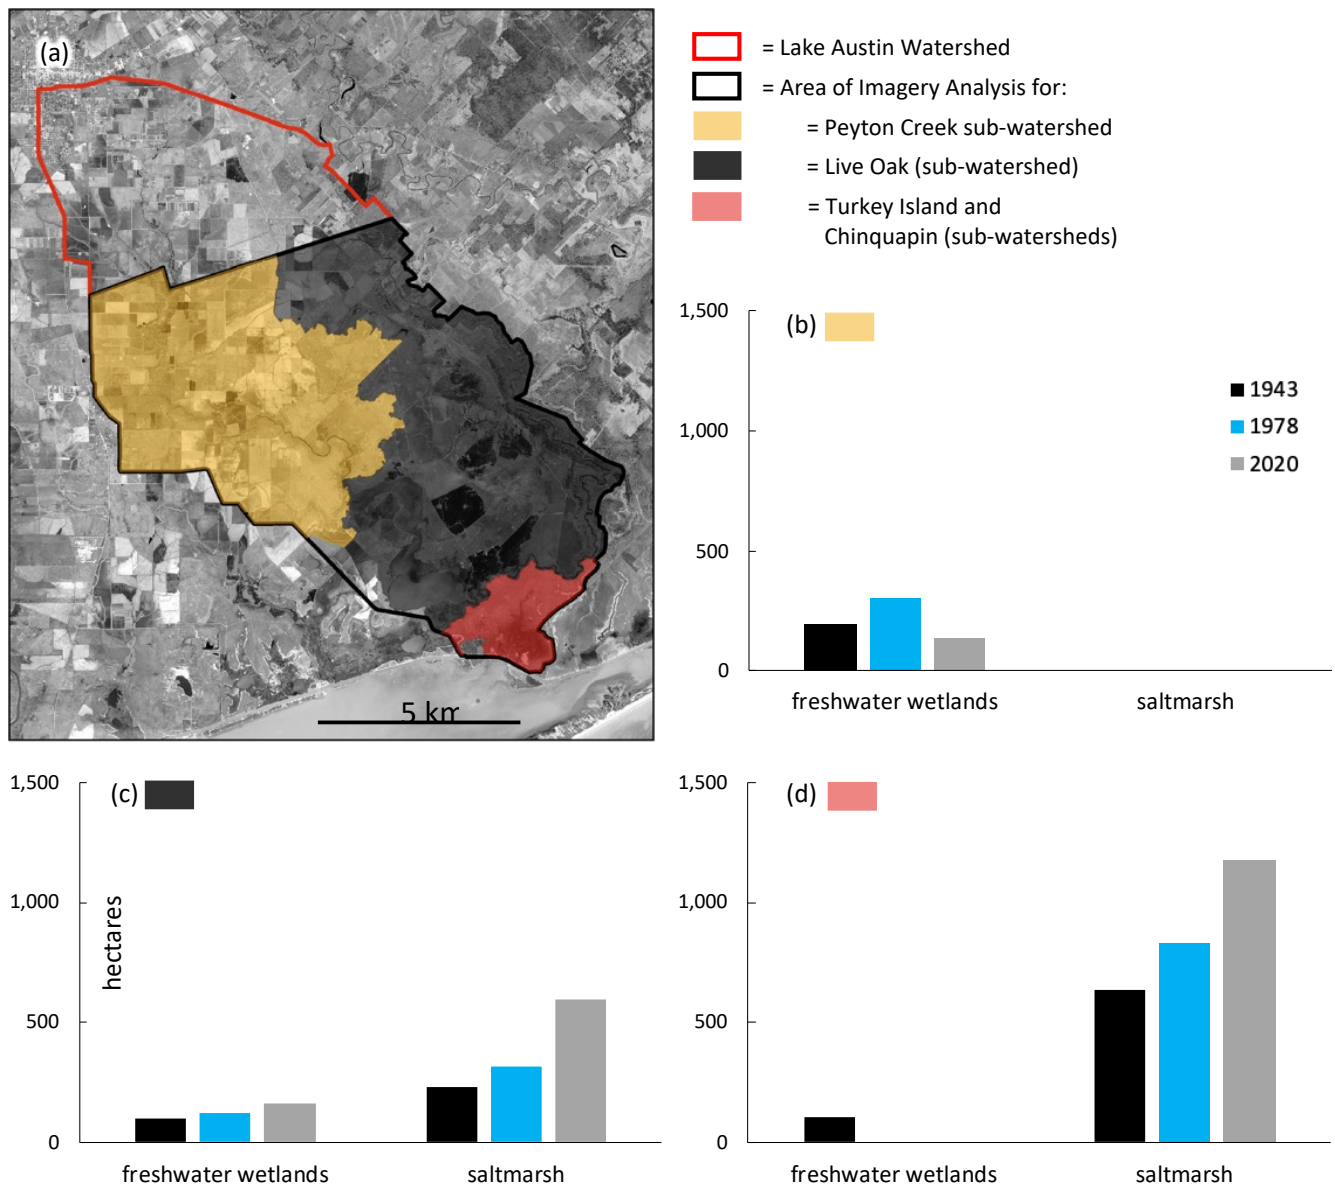 (a)
5 km
= Lake Austin Watershed
= Area of Imagery Analysis for:
= Peyton Creek sub-watershed
= Live Oak (sub-watershed)
= Turkey Island and
Chinquapin (sub-watersheds)
(b)
1943
1978
2020
1,500
1,000
500
0
freshwater wetlands
saltmarsh
(c)
hectares
1,500
1,000
500
0
freshwater wetlands
saltmarsh
(d)
1,500
1,000
500
0
freshwater wetlands
saltmarsh